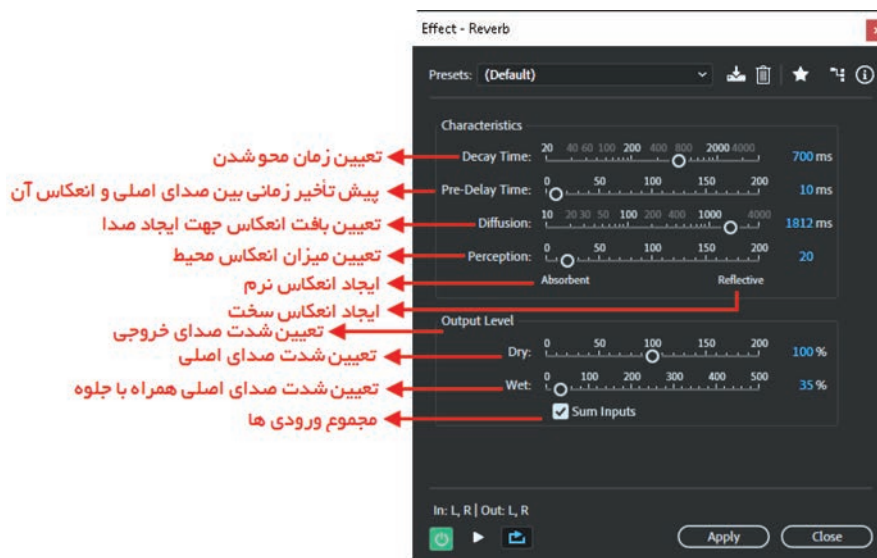 Effect - Reverb
Presets: (Default)
Characteristics
تعیین زمان محو شدن
Decay Time: 20 40 60 100 200 400 800 2000 4000 700 ms
پیش تأخیر زمانی بین صدای اصلی و انعکاس آن
Pre-Delay Time: 0 50 100 150 200 10 ms
تعیین بافت انعکاس جهت ایجاد صدا
Diffusion: 10 20 30 50 100 200 400 1000 4000 1812 ms
تعیین میزان انعکاس محیط
Perception: 0 50 100 150 200 20
ایجاد انعکاس نرم
Absorbent Reflective
ایجاد انعکاس سخت
Output Level
تعیین شدت صدای خروجی
تعیین شدت صدای اصلی
Dry: 0 50 100 150 200 100 %
تعیین شدت صدای اصلی همراه با جلوه
Wet: 0 100 200 300 400 500 35 %
مجموع ورودی ها
Sum Inputs
In: L, R | Out: L, R
Apply Close